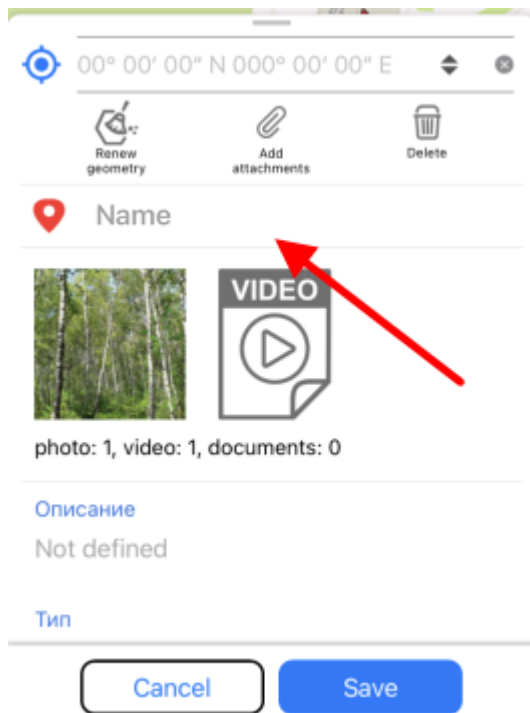 00° 00′ 00″ N 000° 00′ 00″ E
Renew
geometry
Add
attachments
Delete
Name
VIDEO
photo: 1, video: 1, documents: 0
Описание
Not defined
Тип
Cancel
Save